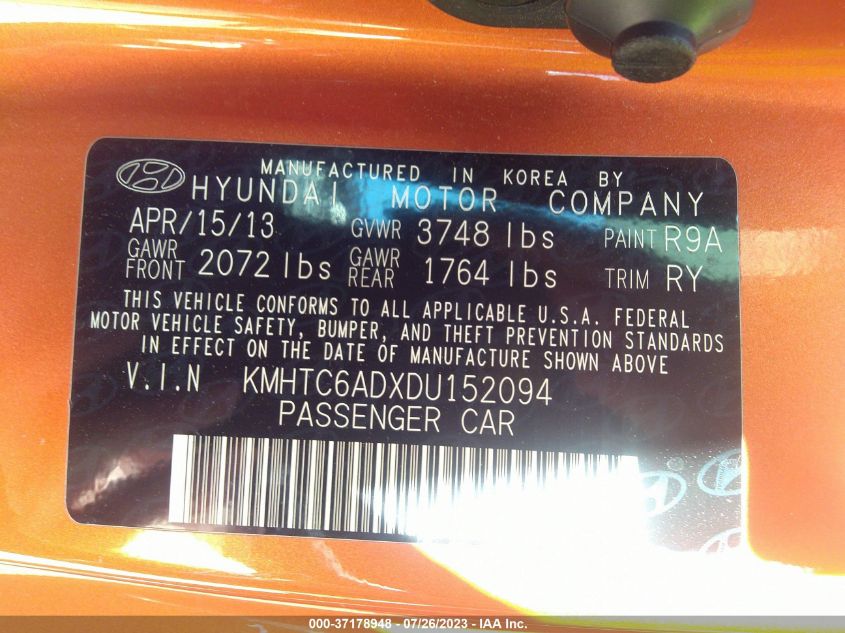 MANUFACTURED IN KOREA BY
HYUNDAI MOTOR COMPANY
APR/15/13 GVWR 3748 lbs PAINT R9A
GAWR FRONT 2072 lbs GAWR REAR 1764 lbs TRIM RY
THIS VEHICLE CONFORMS TO ALL APPLICABLE U.S.A. FEDERAL
MOTOR VEHICLE SAFETY, BUMPER, AND THEFT PREVENTION STANDARDS
IN EFFECT ON THE DATE OF MANUFACTURE SHOWN ABOVE
V.I.N KMHTC6ADXDU152094
PASSENGER CAR
000-37178948 - 07/26/2023 - IAA Inc.